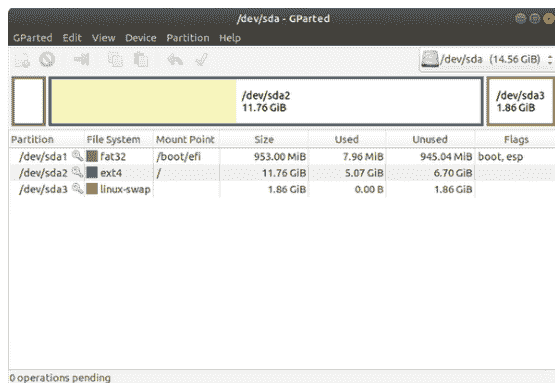 /dev/sda - GParted
GParted Edit View Device Partition Help
/dev/sda (14.56 GiB)
/dev/sda2
11.76 GiB
/dev/sda3
1.86 GiB
Partition File System Mount Point Size Used Unused Flags
/dev/sda1 fat32 /boot/efi 953.00 MiB 7.96 MiB 945.04 MiB boot, esp
/dev/sda2 ext4 / 11.76 GiB 5.07 GiB 6.70 GiB
/dev/sda3 linux-swap 1.86 GiB 0.00 B 1.86 GiB
0 operations pending